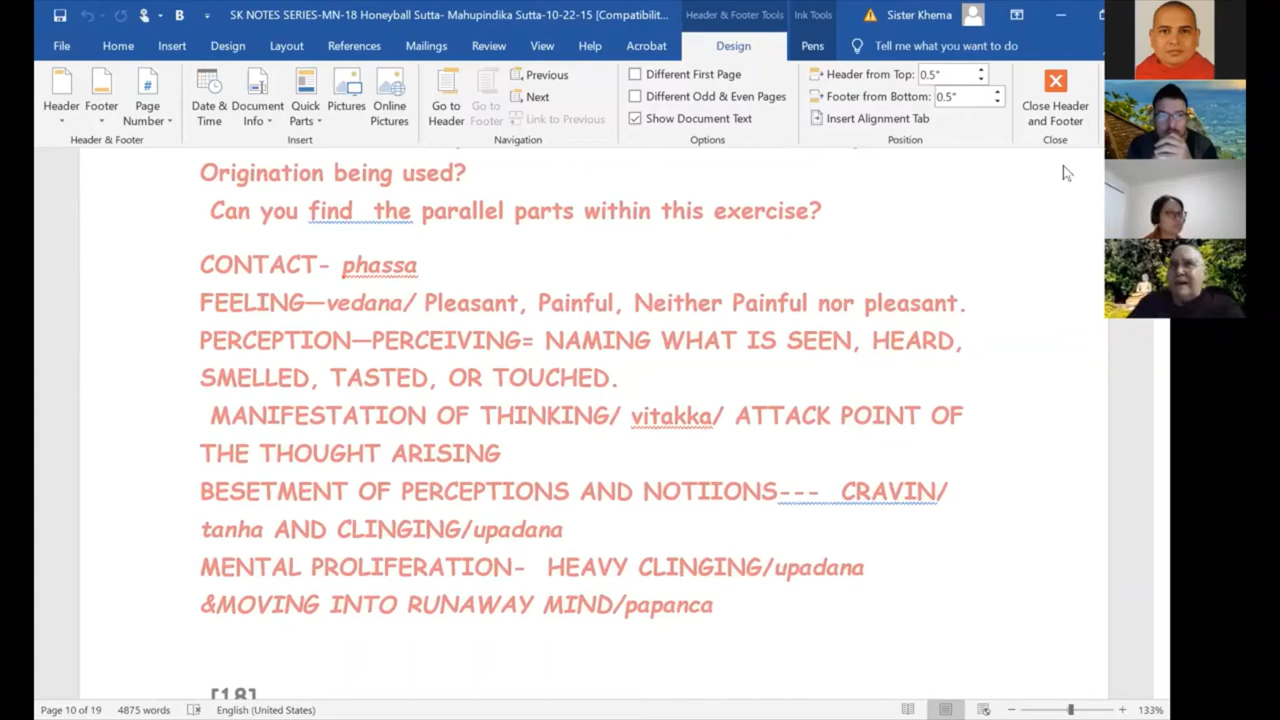 SK NOTES SERIES-MN-18 Honeyball Sutta- Mahupindika Sutta-10-22-15 [Compatibilit...
Header & Footer Tools
Ink Tools
Sister Khema
File Home Insert Design Layout References Mailings Review View Help Acrobat Design Pens Tell me what you want to do
Header
Footer
Page Number
Header & Footer
Date & Time
Document Info
Quick Parts
Pictures
Online Pictures
Insert
Go to Header
Go to Footer
Previous
Next
Link to Previous
Navigation
Different First Page
Different Odd & Even Pages
Show Document Text
Options
Header from Top: 0.5"
Footer from Bottom: 0.5"
Insert Alignment Tab
Position
Close Header and Footer
Close
Origination being used?
Can you find the parallel parts within this exercise?
CONTACT- phassa
FEELING—vedana/ Pleasant, Painful, Neither Painful nor pleasant.
PERCEPTION—PERCEIVING= NAMING WHAT IS SEEN, HEARD,
SMELLED, TASTED, OR TOUCHED.
MANIFESTATION OF THINKING/ vitakka/ ATTACK POINT OF
THE THOUGHT ARISING
BESETMENT OF PERCEPTIONS AND NOTIIONS--- CRAVIN/
tanha AND CLINGING/upadana
MENTAL PROLIFERATION- HEAVY CLINGING/upadana
&MOVING INTO RUNAWAY MIND/papanca
[18]
Page 10 of 19 4875 words English (United States) 133%